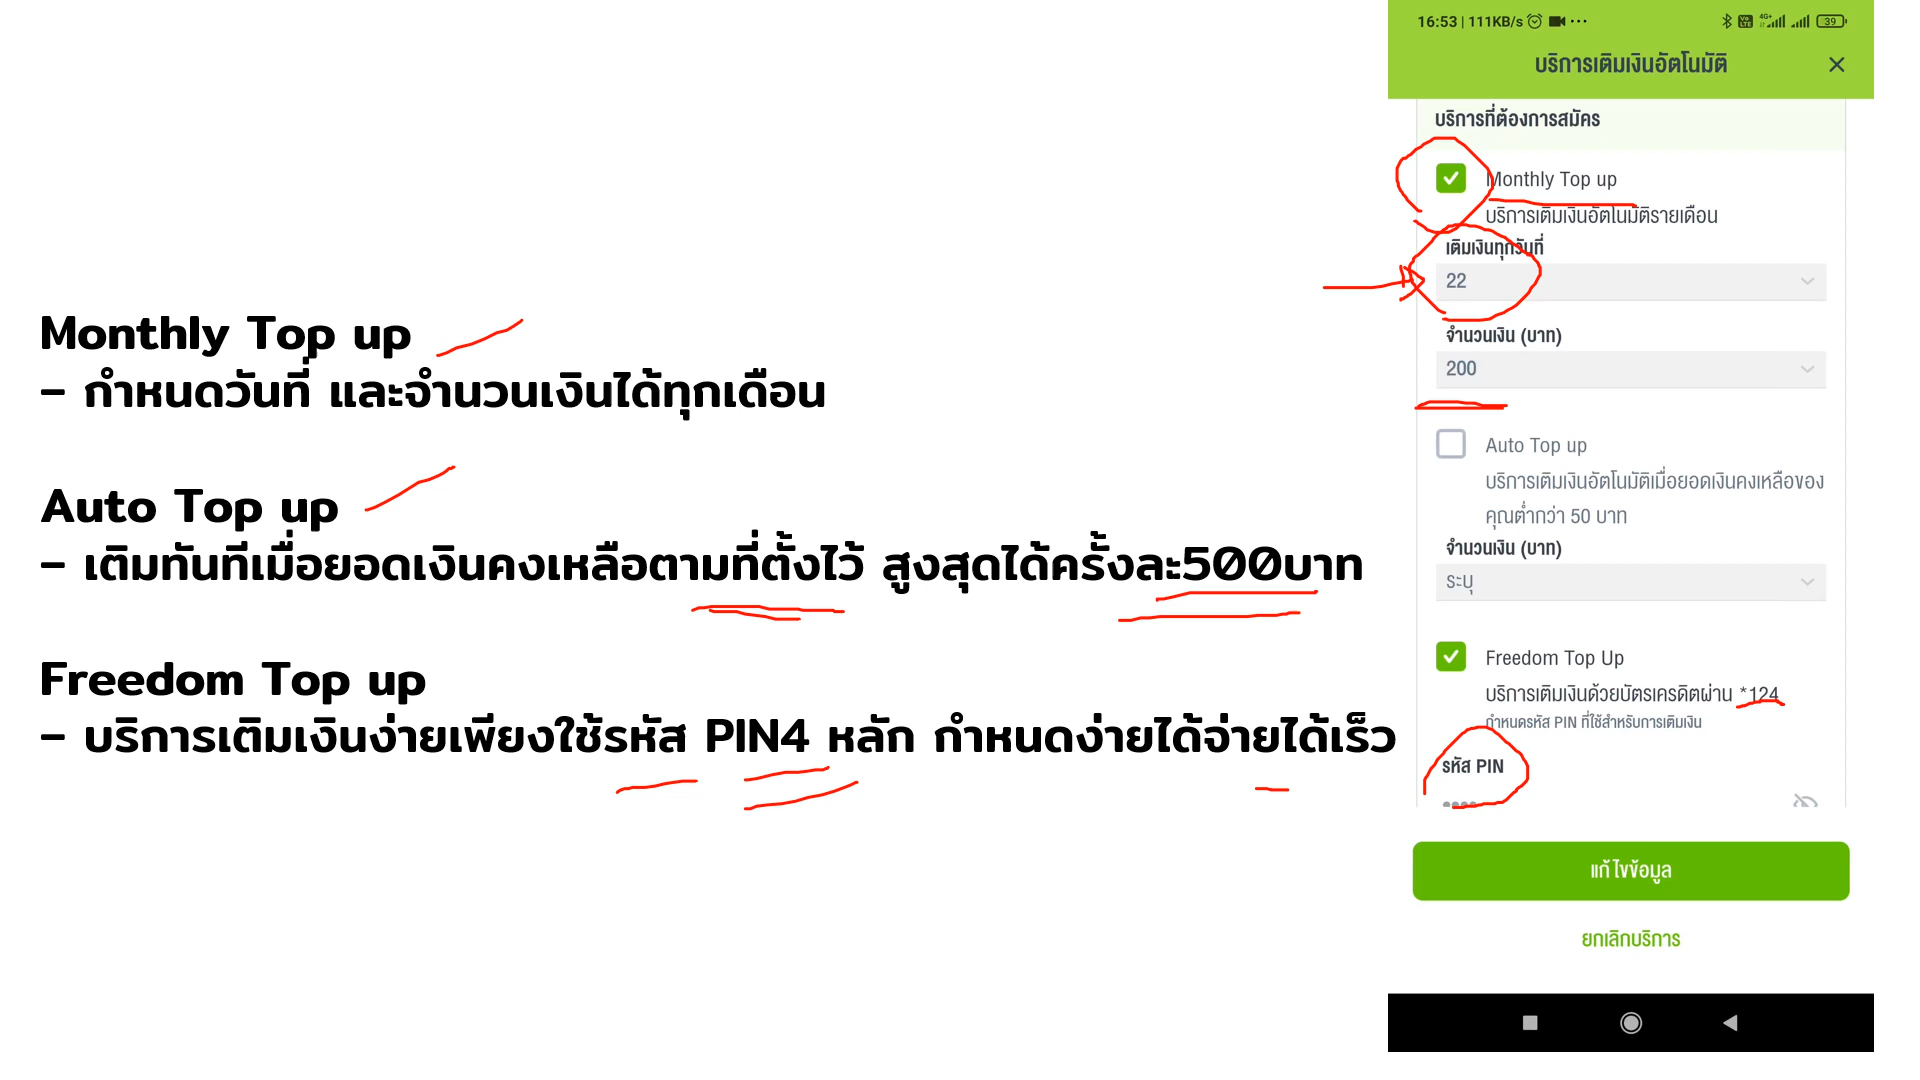 Monthly Top up
– กำหนดวันที่ และจำนวนเงินได้ทุกเดือน
Auto Top up
– เติมทันทีเมื่อยอดเงินคงเหลือตามที่ตั้งไว้ สูงสุดได้ครั้งละ500บาท
Freedom Top up
– บริการเติมเงินง่ายเพียงใช้รหัส PIN4 หลัก กำหนดง่ายได้จ่ายได้เร็ว
16:53 | 111KB/s ...
4G+
39
บริการเติมเงินอัตโนมัติ
บริการที่ต้องการสมัคร
Monthly Top up
บริการเติมเงินอัตโนมัติรายเดือน
เติมเงินทุกวันที่
22
จำนวนเงิน (บาท)
200
Auto Top up
บริการเติมเงินอัตโนมัติเมื่อยอดเงินคงเหลือของ
คุณต่ำกว่า 50 บาท
จำนวนเงิน (บาท)
ระบุ
Freedom Top Up
บริการเติมเงินด้วยบัตรเครดิตผ่าน *124
กำหนดรหัส PIN ที่ใช้สำหรับการเติมเงิน
รหัส PIN
แก้ไขข้อมูล
ยกเลิกบริการ